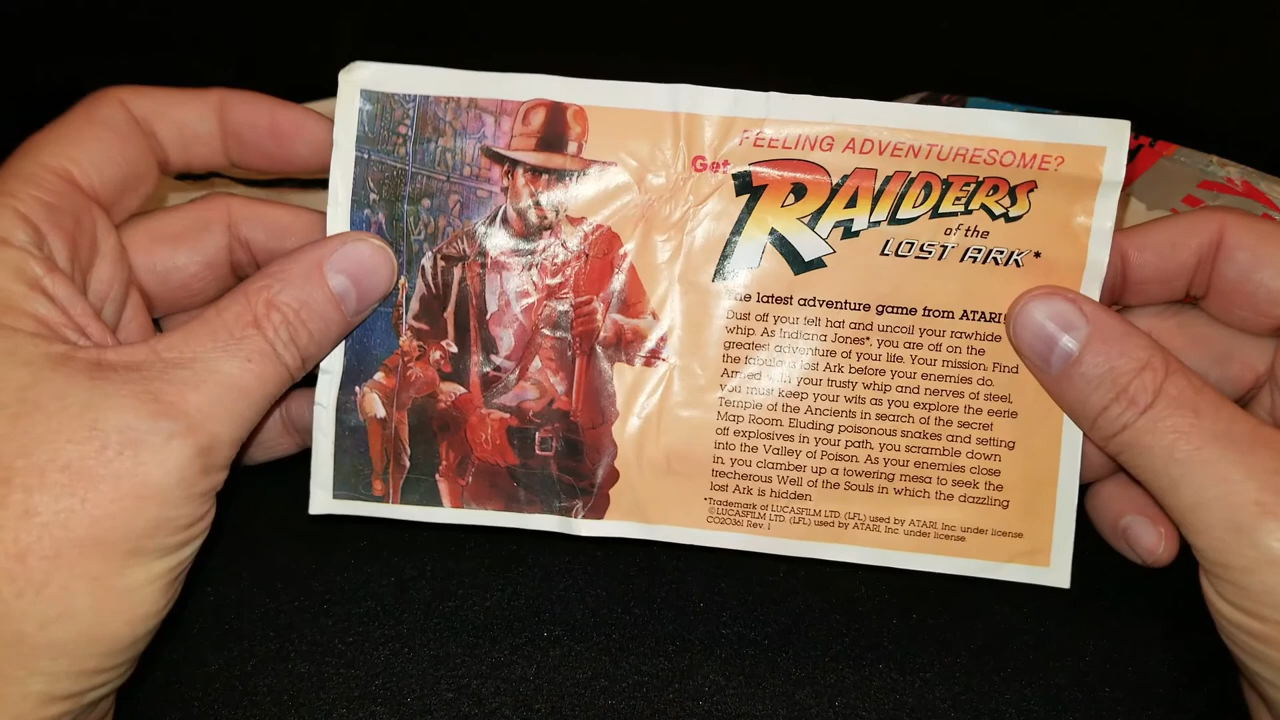 FEELING ADVENTURESOME?
Get
RAIDERS
of the
LOST ARK*
The latest adventure game from ATARI!
Dust off your felt hat and uncoil your rawhide
whip. As Indiana Jones*, you are off on the
greatest adventure of your life. Your mission: Find
the fabulous lost Ark before your enemies do.
Armed with your trusty whip and nerves of steel,
you must keep your wits as you explore the eerie
Temple of the Ancients in search of the secret
Map Room. Eluding poisonous snakes and setting
off explosives in your path, you scramble down
into the Valley of Poison. As your enemies close
in, you clamber up a towering mesa to seek the
trecherous Well of the Souls in which the dazzling
lost Ark is hidden.
*Trademark of LUCASFILM LTD. (LFL) used by ATARI, Inc. under license.
©LUCASFILM LTD. (LFL) used by ATARI, Inc. under license.
CO20361 Rev. 1